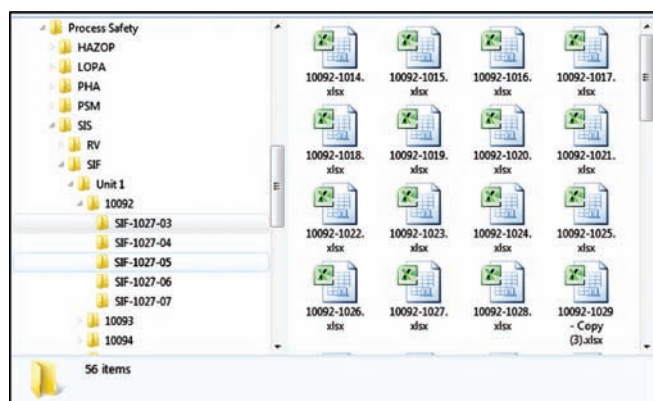 Process Safety
HAZOP
LOPA
PHA
PSM
SIS
RV
SIF
Unit 1
10092
SIF-1027-03
SIF-1027-04
SIF-1027-05
SIF-1027-06
SIF-1027-07
10093
10094
10092-1014.
xlsx
10092-1015.
xlsx
10092-1016.
xlsx
10092-1017.
xlsx
10092-1018.
xlsx
10092-1019.
xlsx
10092-1020.
xlsx
10092-1021.
xlsx
10092-1022.
xlsx
10092-1023.
xlsx
10092-1024.
xlsx
10092-1025.
xlsx
10092-1026.
xlsx
10092-1027.
xlsx
10092-1028.
xlsx
10092-1029
- Copy
(3).xlsx
56 items